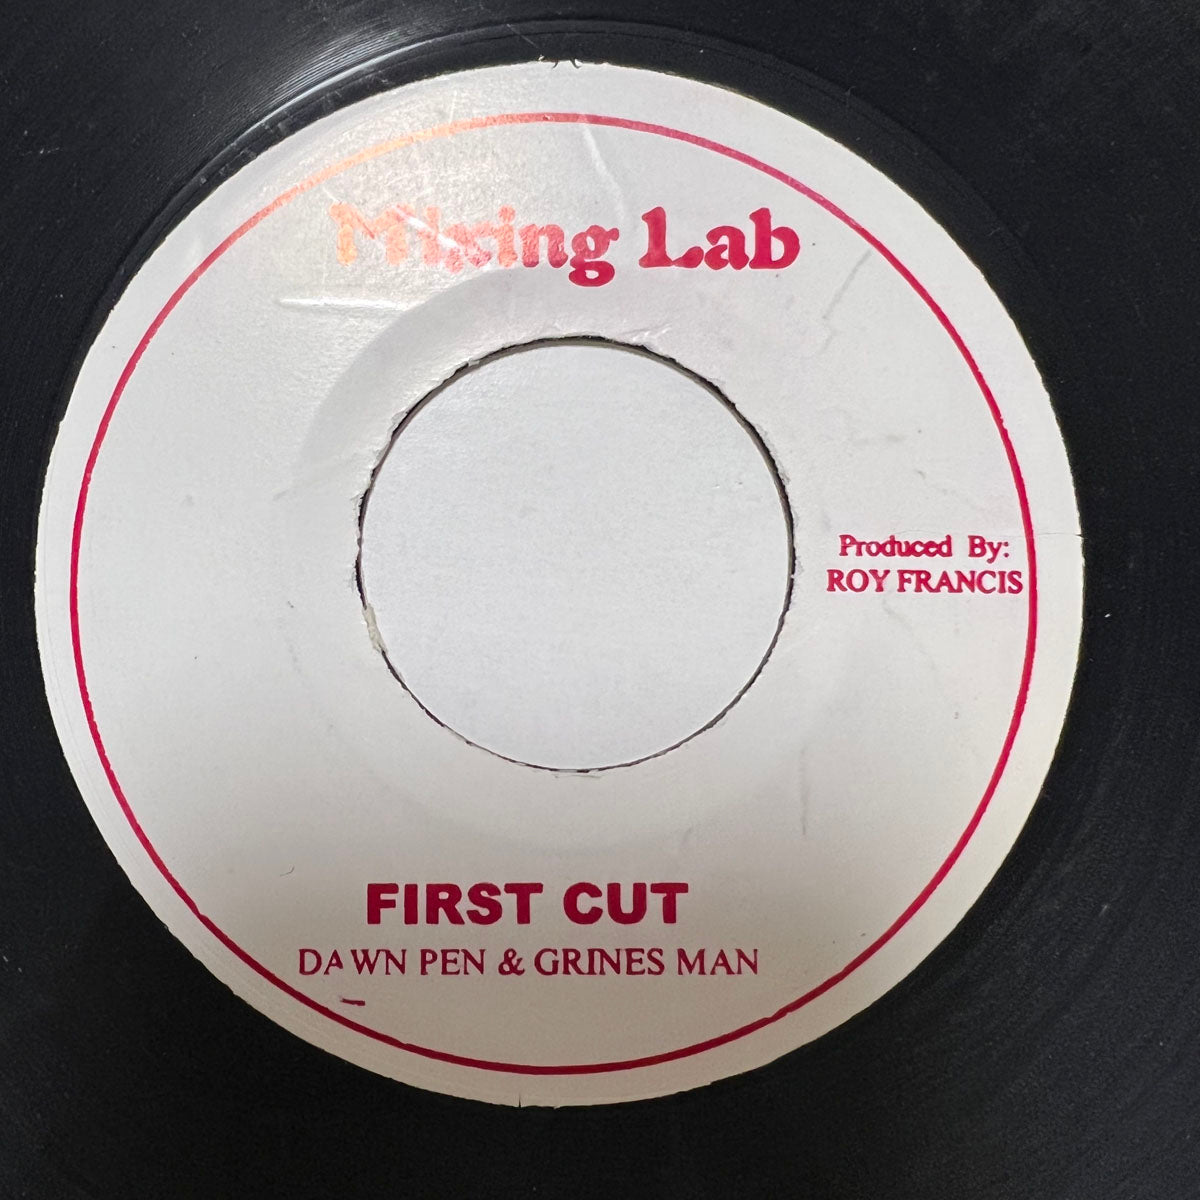 Mixing Lab
Produced By:
ROY FRANCIS
FIRST CUT
DAWN PEN & GRINES MAN